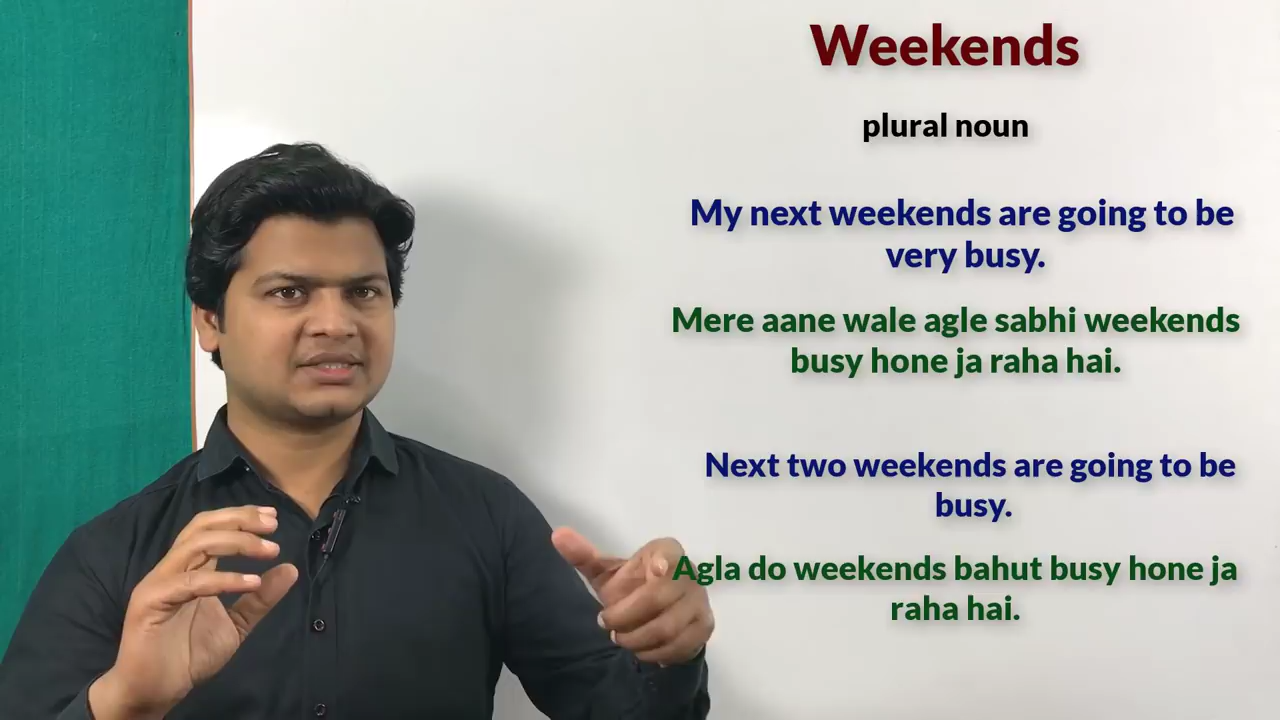 Weekends
plural noun
My next weekends are going to be
very busy.
Mere aane wale agle sabhi weekends
busy hone ja raha hai.
Next two weekends are going to be
busy.
Agla do weekends bahut busy hone ja
raha hai.